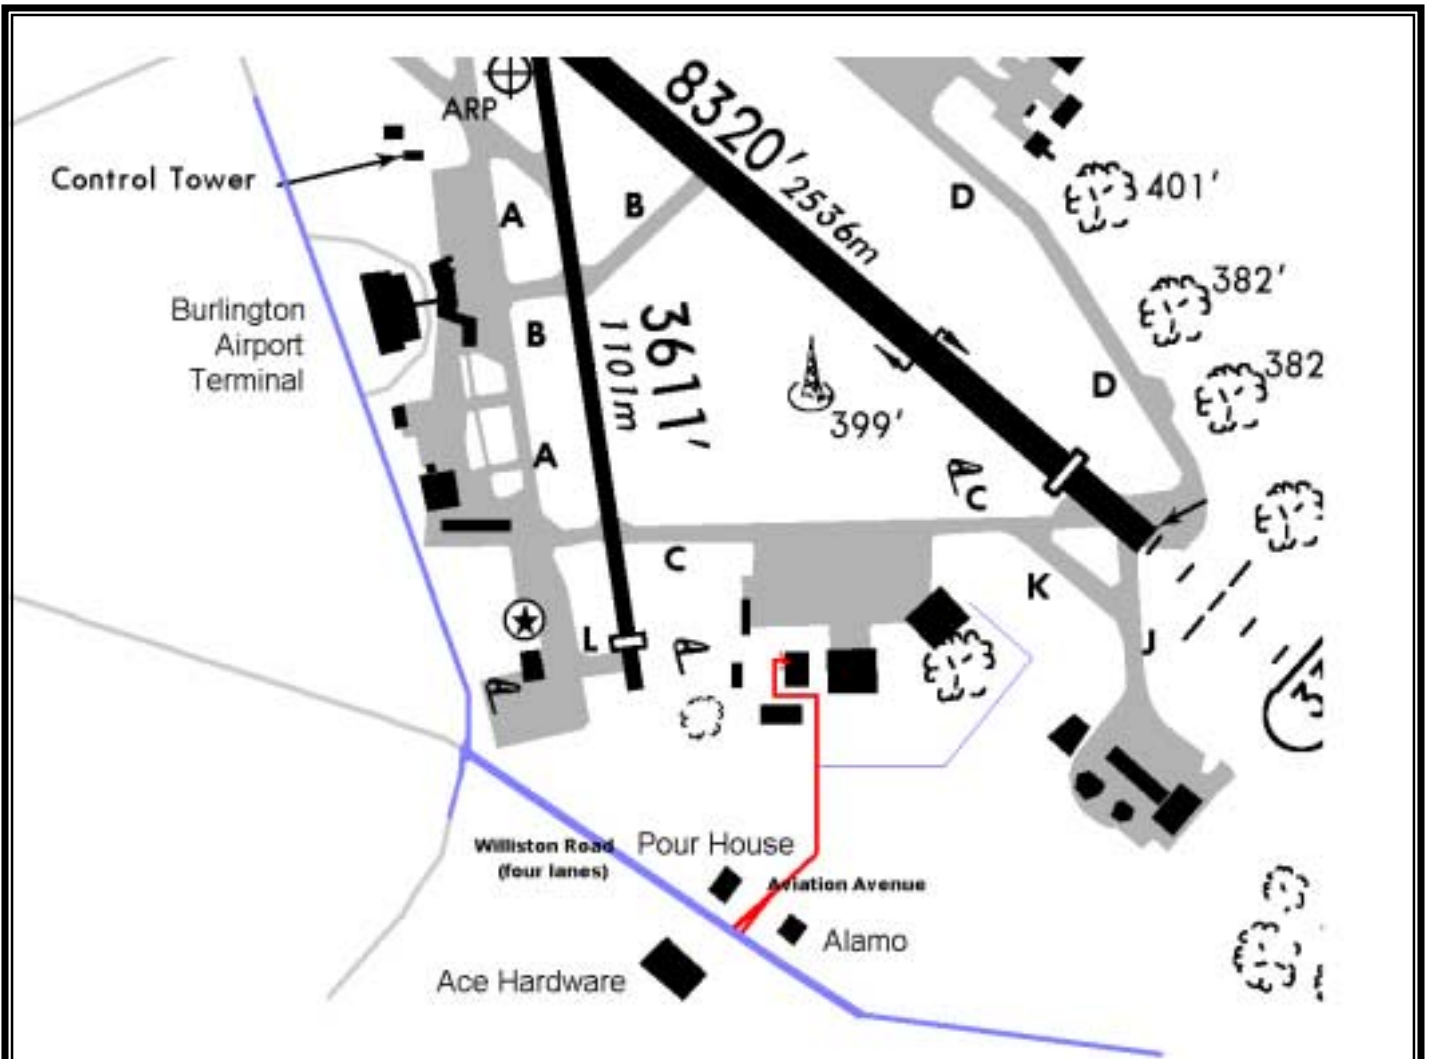 ARP
8320'
2536m
Control Tower
A
B
D
401'
Burlington
Airport
Terminal
382'
B
3611'
1101m
382
D
399'
A
C
C
K
L
J
3
Williston Road
(four lanes)
Pour House
Aviation Avenue
Alamo
Ace Hardware